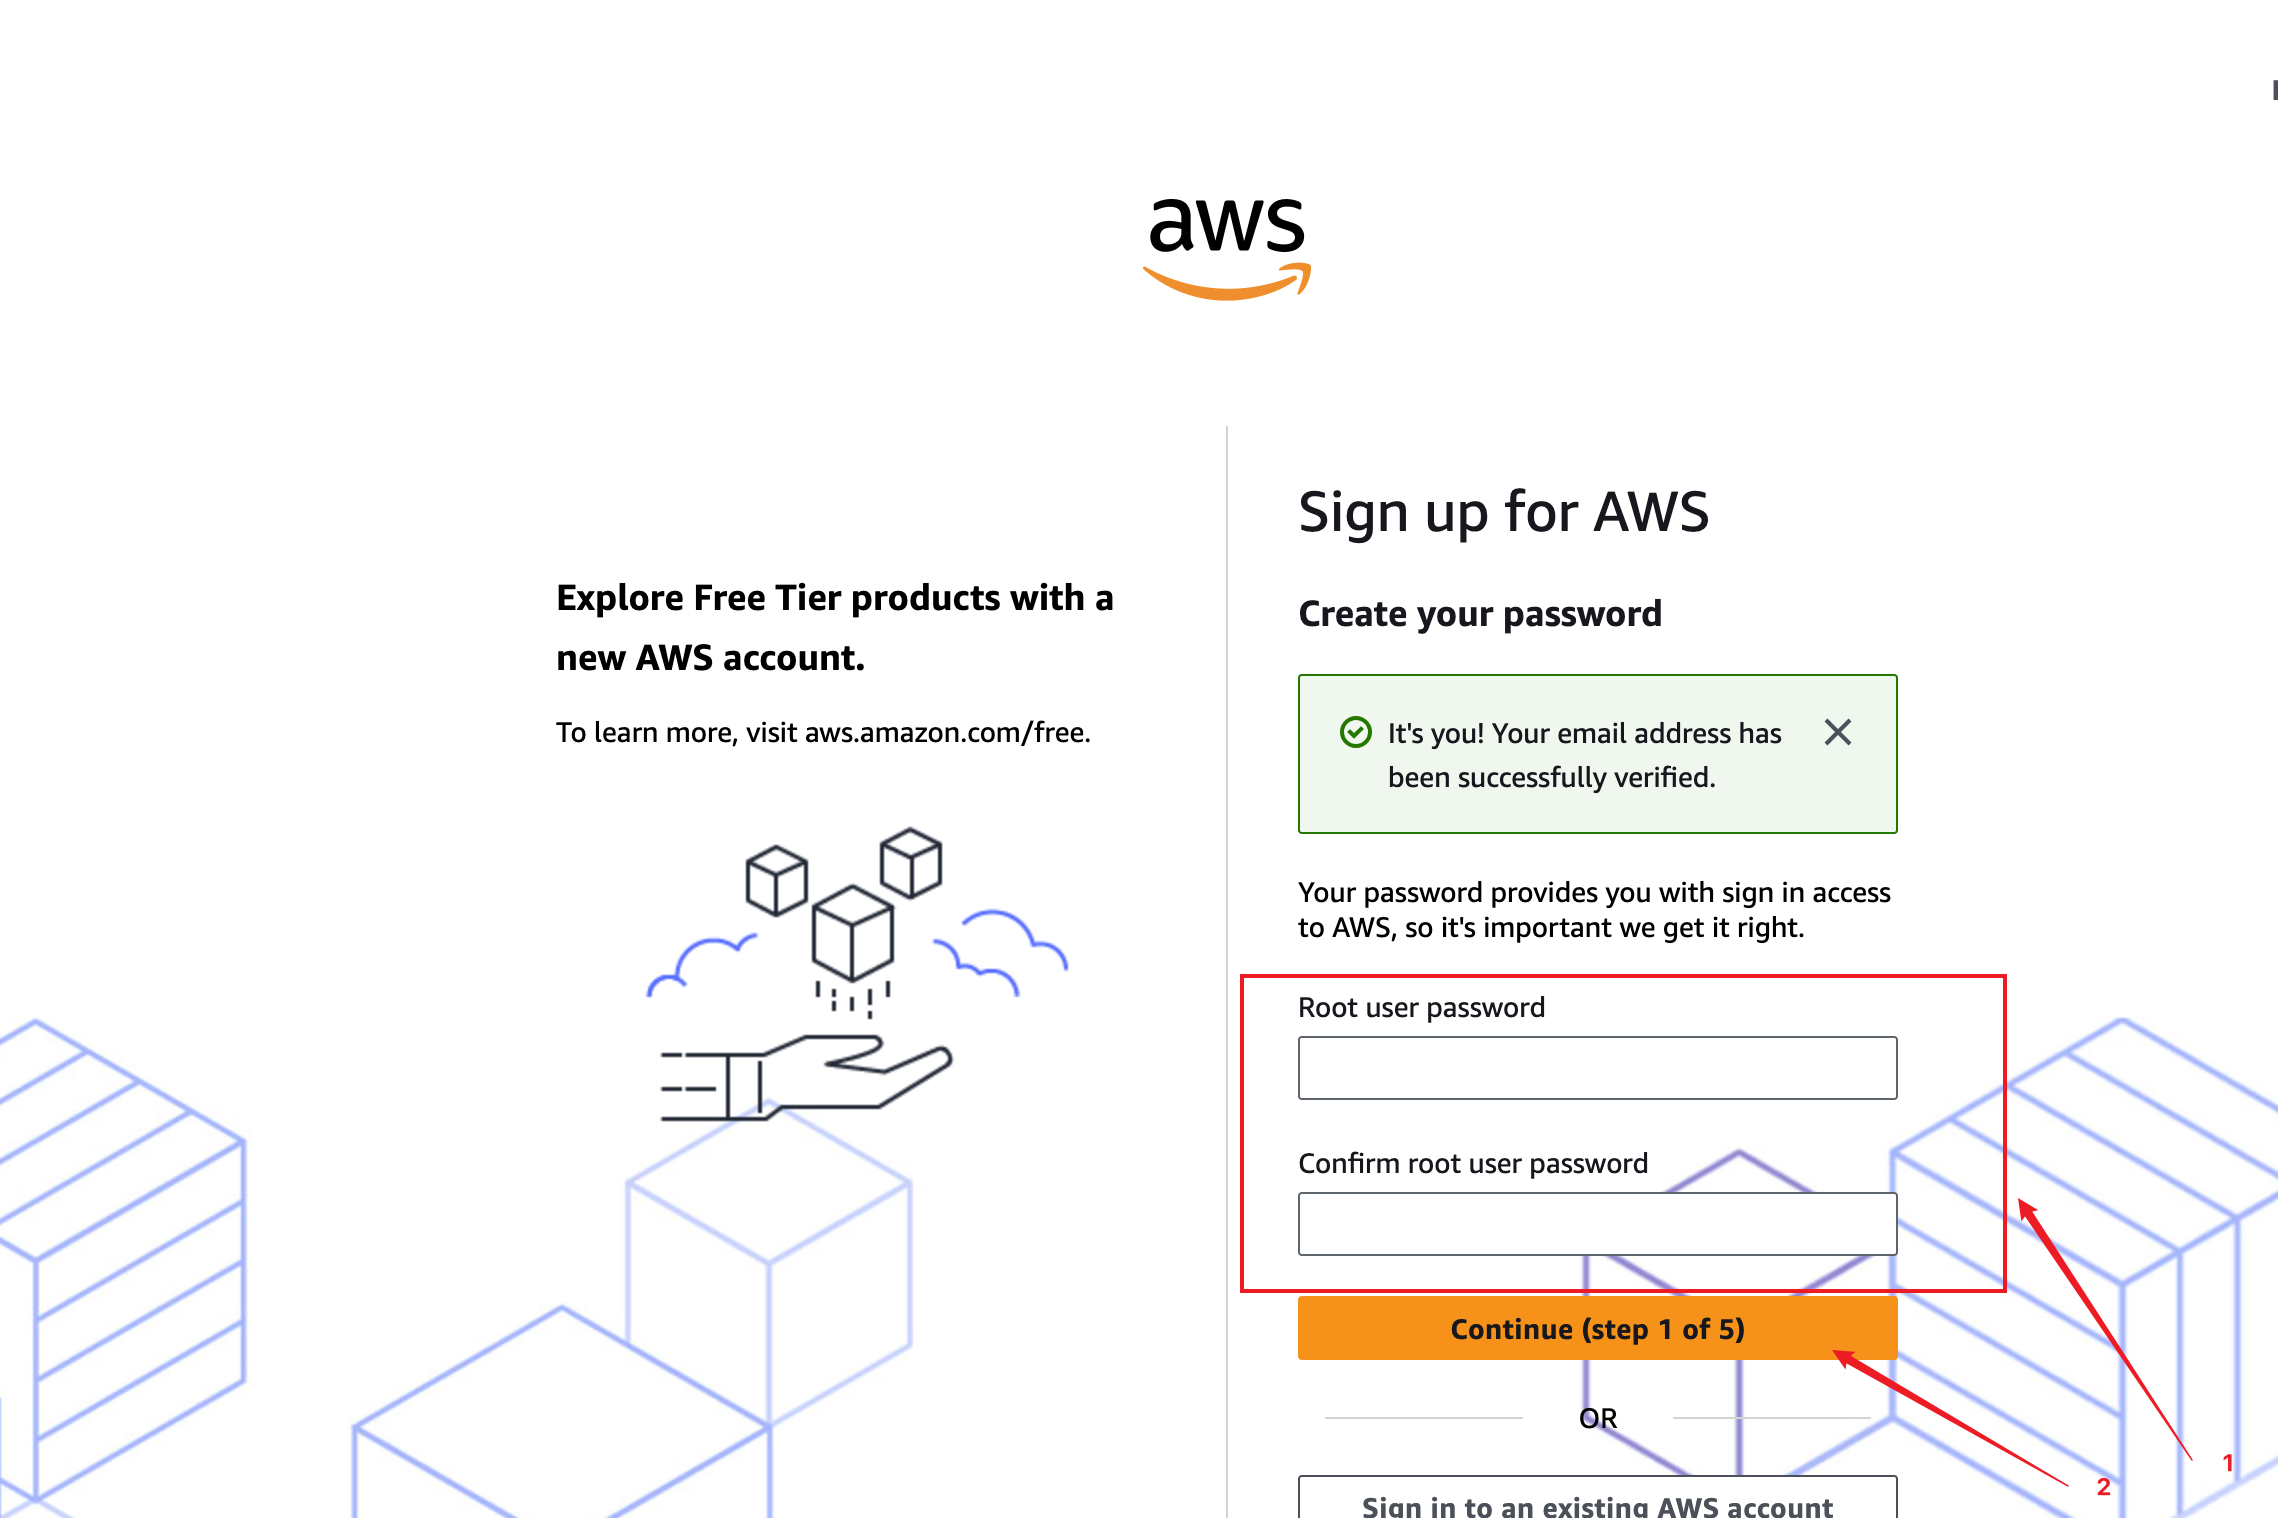 aws
Explore Free Tier products with a
new AWS account.
To learn more, visit aws.amazon.com/free.
Sign up for AWS
Create your password
It's you! Your email address has
been successfully verified.
Your password provides you with sign in access
to AWS, so it's important we get it right.
Root user password
Confirm root user password
Continue (step 1 of 5)
OR
Sign in to an existing AWS account
1
2